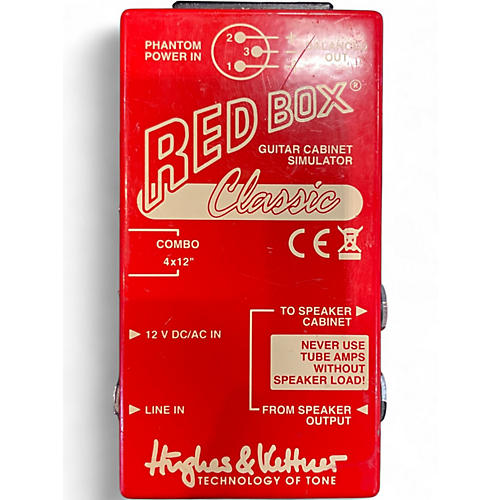 PHANTOM
POWER IN
2
3
1
BALANCED
OUT
RED BOX®
GUITAR CABINET
SIMULATOR
Classic
COMBO
4x12"
CE
TO SPEAKER
CABINET
12 V DC/AC IN
NEVER USE
TUBE AMPS
WITHOUT
SPEAKER LOAD!
LINE IN
FROM SPEAKER
OUTPUT
Hughes & Kettner
TECHNOLOGY OF TONE